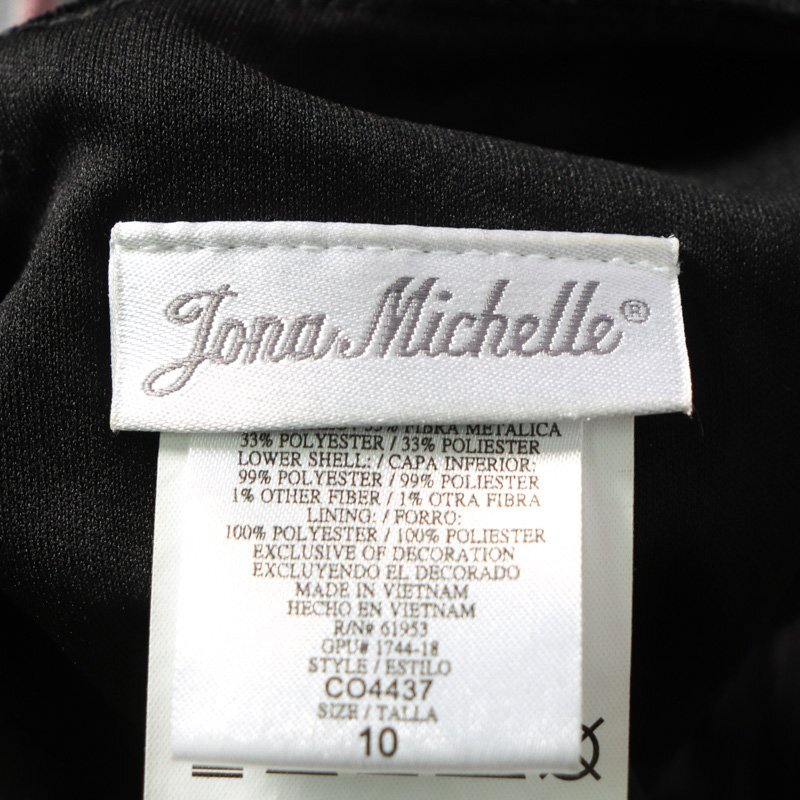 Jona Michelle®
FIBRA METALICA
33% POLYESTER / 33% POLIESTER
LOWER SHELL: / CAPA INFERIOR:
99% POLYESTER / 99% POLIESTER
1% OTHER FIBER / 1% OTRA FIBRA
LINING: / FORRO:
100% POLYESTER / 100% POLIESTER
EXCLUSIVE OF DECORATION
EXCLUYENDO EL DECORADO
MADE IN VIETNAM
HECHO EN VIETNAM
R/N# 61953
GPU# 1744-18
STYLE / ESTILO
CO4437
SIZE / TALLA
10